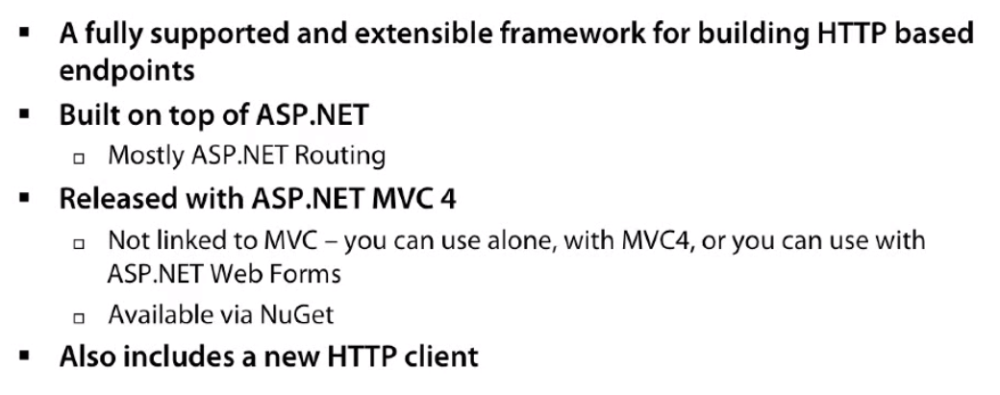 ▪ A fully supported and extensible framework for building HTTP based
endpoints
▪ Built on top of ASP.NET
▫ Mostly ASP.NET Routing
▪ Released with ASP.NET MVC 4
▫ Not linked to MVC – you can use alone, with MVC4, or you can use with
ASP.NET Web Forms
▫ Available via NuGet
▪ Also includes a new HTTP client